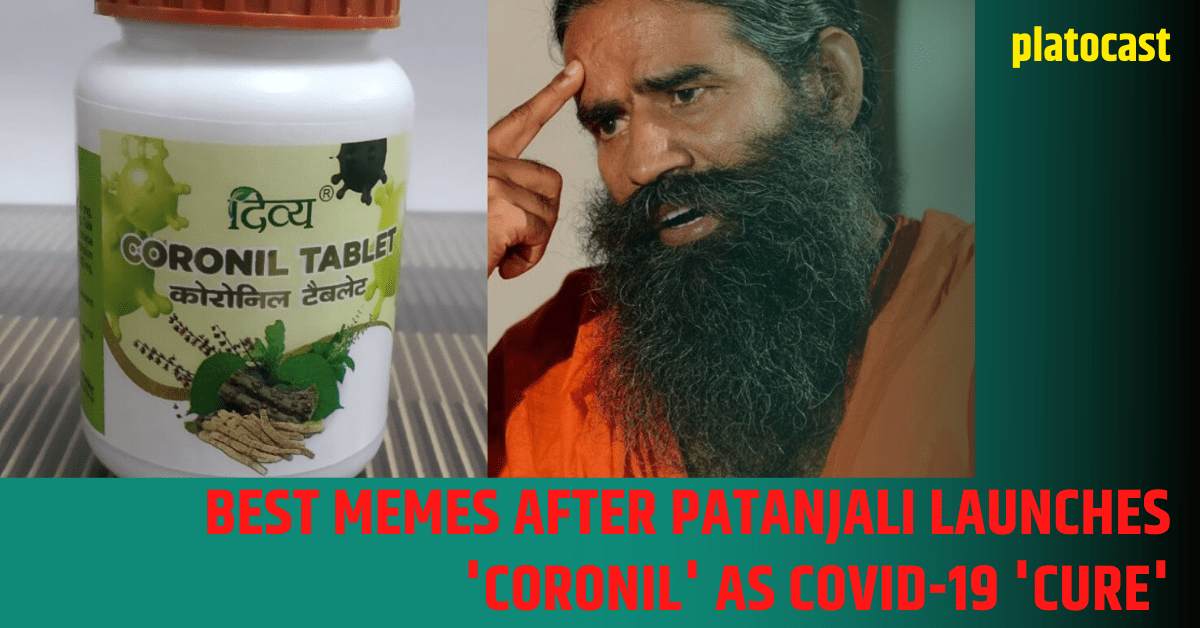 platocast
दिव्य®
CORONIL TABLET
कोरोनिल टैबलेट
BEST MEMES AFTER PATANJALI LAUNCHES
'CORONIL' AS COVID-19 'CURE'